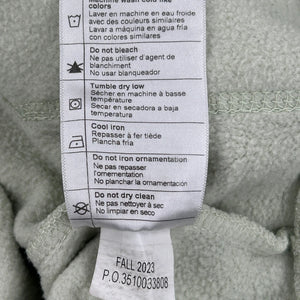 Machine wash cold like
colors
Laver en machine en eau froide
avec des couleurs similaires
Lavar a máquina en agua fría
con colores similares
Do not bleach
Ne pas utiliser d'agent de
blanchiment
No usar blanqueador
Tumble dry low
Sécher en machine à basse
température
Secar en secadora a baja
temperatura
Cool iron
Repasser à fer tiède
Plancha fría
Do not iron ornamentation
Ne pas repasser
l'ornementation
No planchar la ornamentación
Do not dry clean
Ne pas nettoyer à sec
No limpiar en seco
FALL 2023
P.O.3510033808